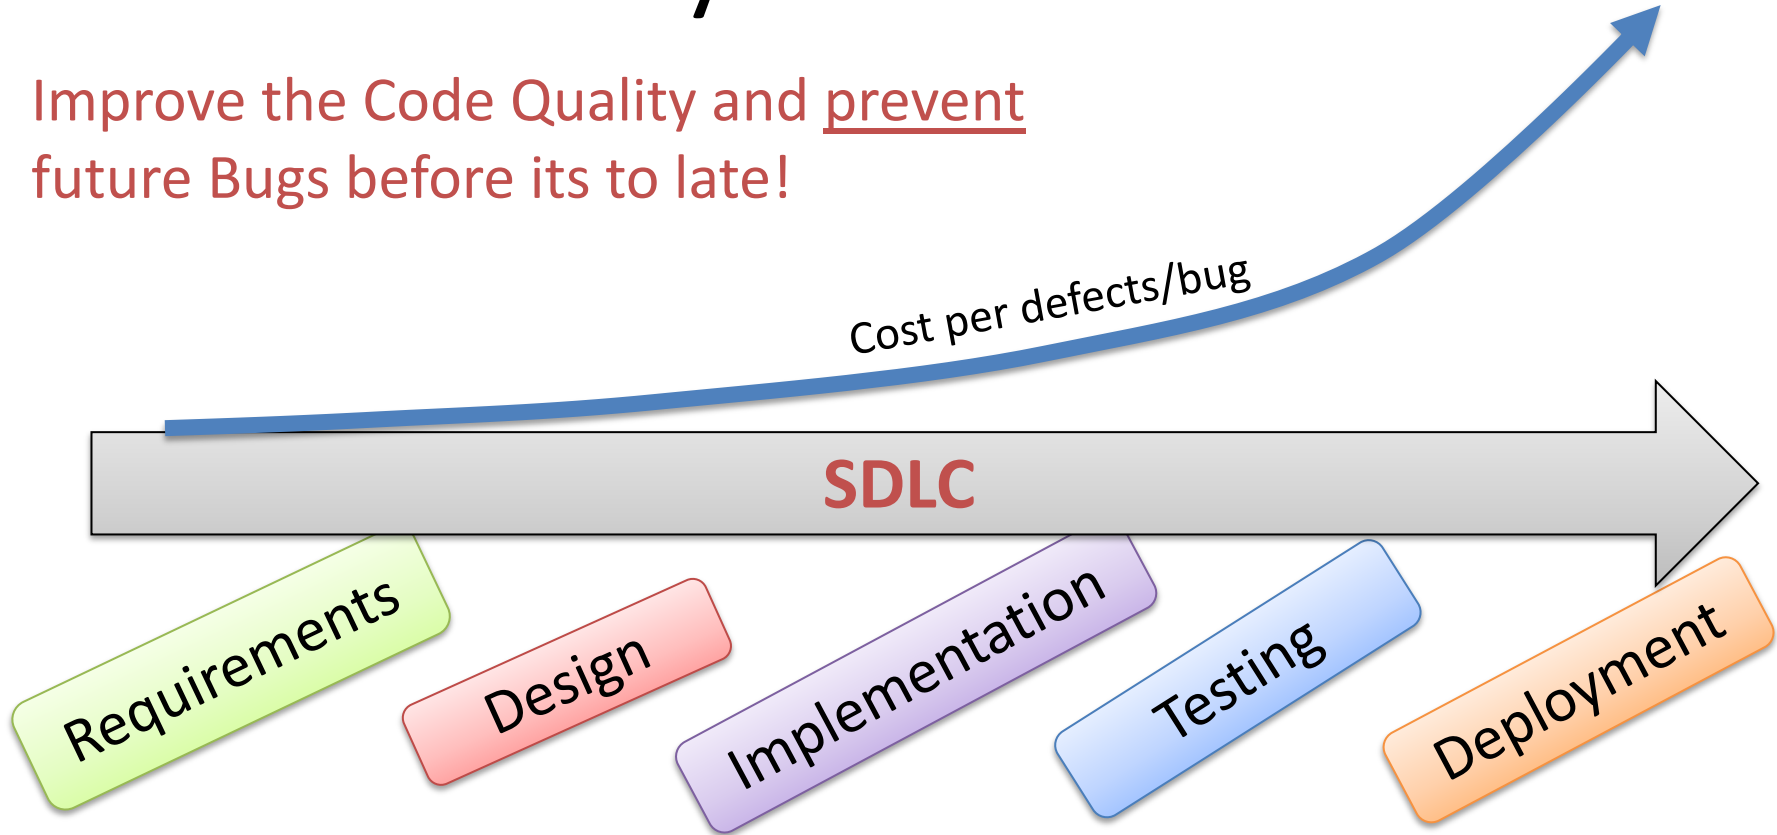 Improve the Code Quality and prevent
future Bugs before its to late!
Cost per defects/bug
SDLC
Requirements
Design
Implementation
Testing
Deployment